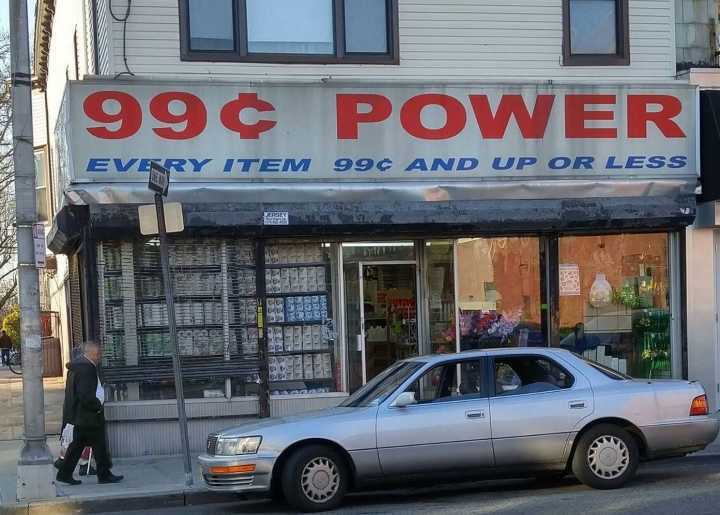 99¢ POWER
EVERY ITEM 99¢ AND UP OR LESS
JERSEY